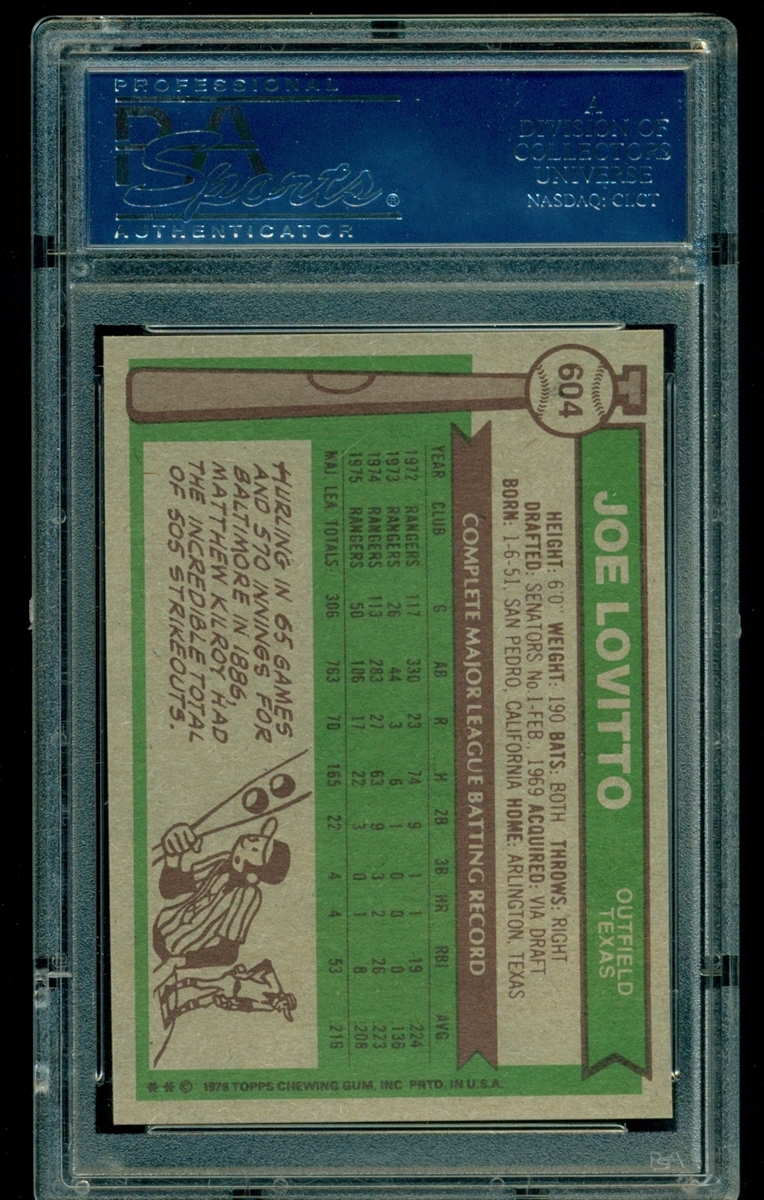 PROFESSIONAL
PSA
Sports®
AUTHENTICATOR
A
DIVISION OF
COLLECTORS
UNIVERSE
NASDAQ: CLCT
604
JOE LOVITTO
OUTFIELD
TEXAS
HEIGHT: 6'0" WEIGHT: 190 BATS: BOTH THROWS: RIGHT
DRAFTED: SENATORS No. 1-FEB., 1969 ACQUIRED: VIA DRAFT
BORN: 1-6-51, SAN PEDRO, CALIFORNIA HOME: ARLINGTON, TEXAS
COMPLETE MAJOR LEAGUE BATTING RECORD
YEAR CLUB G AB R H 2B 3B HR RBI AVG
1972 RANGERS 117 330 23 74 9 1 1 19 .224
1973 RANGERS 26 44 3 6 1 0 0 0 .136
1974 RANGERS 113 283 27 63 9 3 2 26 .223
1975 RANGERS 50 106 17 22 3 0 1 8 .208
MAJ. LEA. TOTALS 306 763 70 165 22 4 4 53 .216
HURLING IN 65 GAMES
AND 570 INNINGS FOR
BALTIMORE IN 1886,
MATTHEW KILROY HAD
THE INCREDIBLE TOTAL
OF 505 STRIKEOUTS.
** © 1976 TOPPS CHEWING GUM, INC. PRTD. IN U.S.A.
PSA